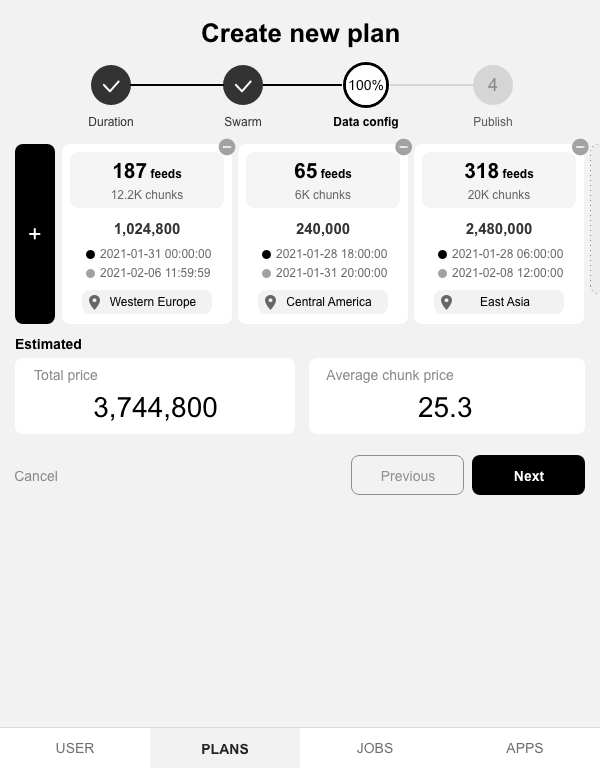 Create new plan
100%
4
Duration
Swarm
Data config
Publish
+
187 feeds
12.2K chunks
1,024,800
2021-01-31 00:00:00
2021-02-06 11:59:59
Western Europe
65 feeds
6K chunks
240,000
2021-01-28 18:00:00
2021-01-31 20:00:00
Central America
318 feeds
20K chunks
2,480,000
2021-01-28 06:00:00
2021-02-08 12:00:00
East Asia
Estimated
Total price
3,744,800
Average chunk price
25.3
Cancel
Previous
Next
USER
PLANS
JOBS
APPS